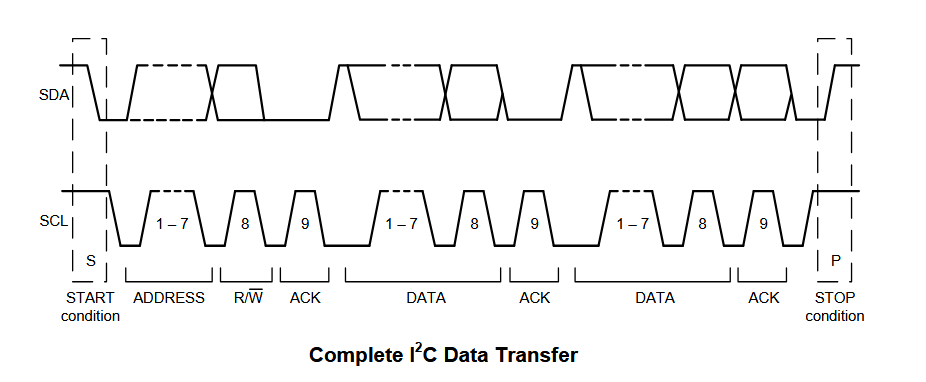 SDA
SCL
1 – 7
8
9
1 – 7
8
9
1 – 7
8
9
S
P
START
condition
ADDRESS
R/W̅
ACK
DATA
ACK
DATA
ACK
STOP
condition
Complete I²C Data Transfer